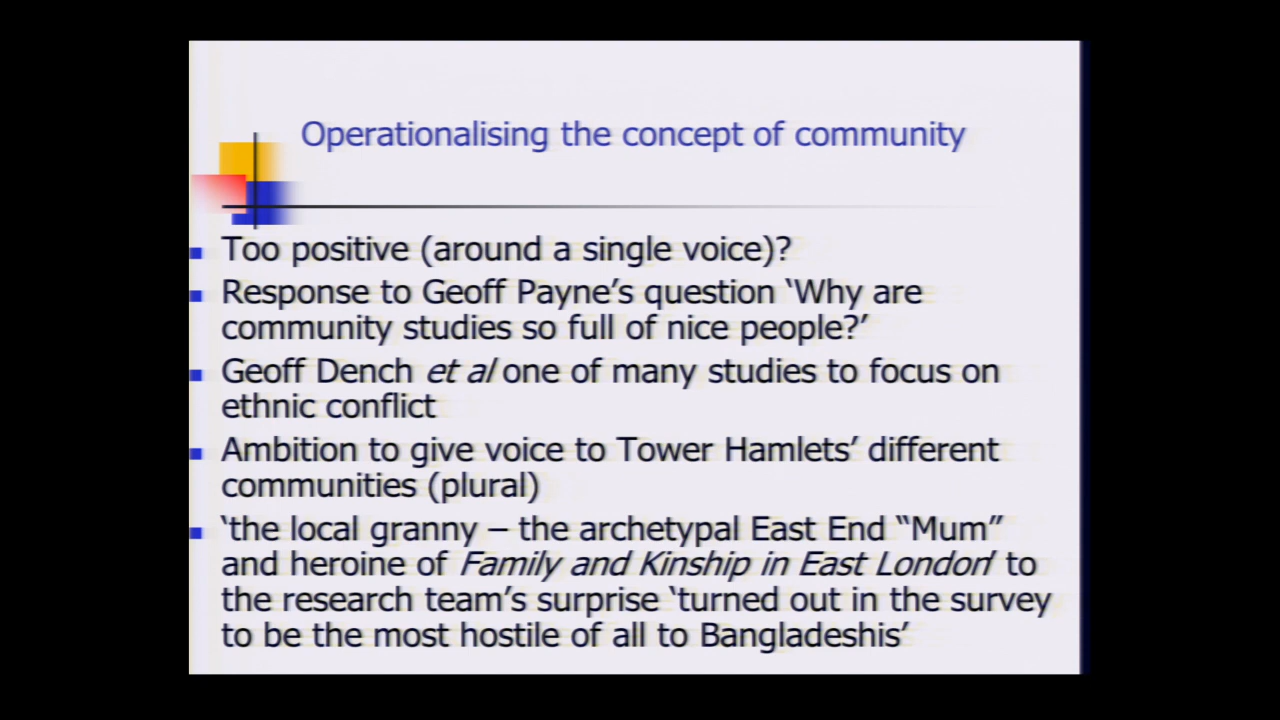 Operationalising the concept of community
Too positive (around a single voice)?
Response to Geoff Payne’s question ‘Why are
community studies so full of nice people?’
Geoff Dench et al one of many studies to focus on
ethnic conflict
Ambition to give voice to Tower Hamlets’ different
communities (plural)
‘the local granny – the archetypal East End “Mum”
and heroine of Family and Kinship in East London’ to
the research team’s surprise ‘turned out in the survey
to be the most hostile of all to Bangladeshis’